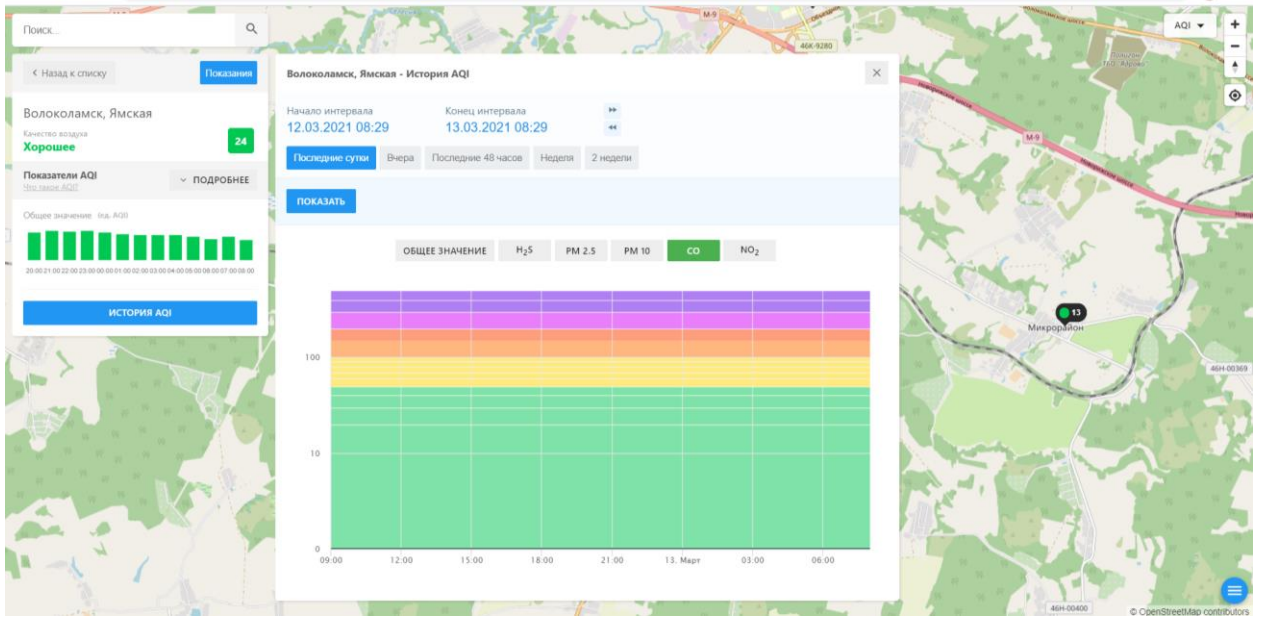 Поиск...
Назад к списку
Показания
Волоколамск, Ямская
Качество воздуха
Хорошее
24
Показатели AQI
Что такое AQI?
ПОДРОБНЕЕ
Общее значение (ед. AQI)
20:00 21:00 22:00 23:00 00:00 01:00 02:00 03:00 04:00 05:00 06:00 07:00 08:00
ИСТОРИЯ AQI
Волоколамск, Ямская - История AQI
Начало интервала
Конец интервала
12.03.2021 08:29
13.03.2021 08:29
Последние сутки
Вчера
Последние 48 часов
Неделя
2 недели
ПОКАЗАТЬ
ОБЩЕЕ ЗНАЧЕНИЕ
H2S
PM 2.5
PM 10
CO
NO2
100
10
0
09:00
12:00
15:00
18:00
21:00
13. Март
03:00
06:00
М-9
46К-9280
AQI
М-9
13
Микрорайон
46Н-00369
46Н-00400
© OpenStreetMap contributors